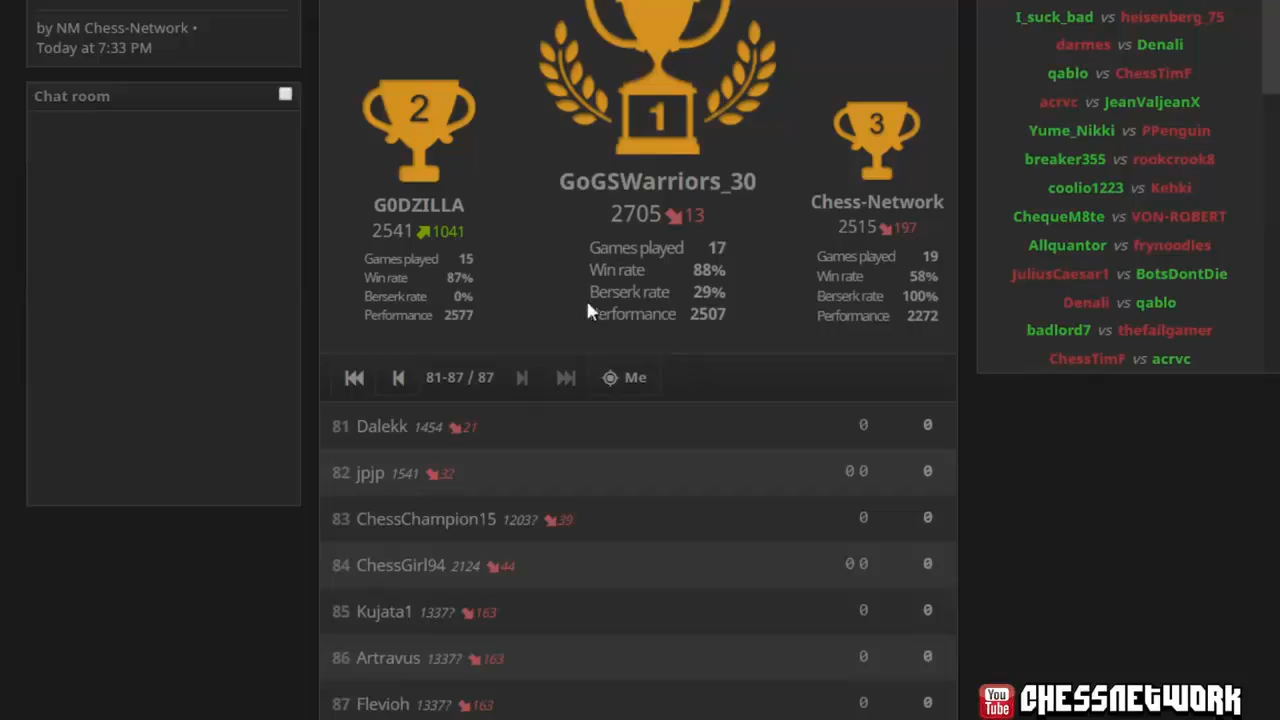 by NM Chess-Network •
Today at 7:33 PM
Chat room
2
G0DZILLA
2541 1041
Games played 15
Win rate 87%
Berserk rate 0%
Performance 2577
1
GoGSWarriors_30
2705 13
Games played 17
Win rate 88%
Berserk rate 29%
Performance 2507
3
Chess-Network
2515 197
Games played 19
Win rate 58%
Berserk rate 100%
Performance 2272
81-87 / 87 Me
81 Dalekk 1454 21 0 0
82 jpjp 1541 32 0 0 0
83 ChessChampion15 1203? 39 0 0
84 ChessGirl94 2124 44 0 0 0
85 Kujata1 1337? 163 0 0
86 Artravus 1337? 163 0 0
87 Flevioh 1337? 163 0 0
I_suck_bad vs heisenberg_75
darmes vs Denali
qablo vs ChessTimF
acrvc vs JeanValjeanX
Yume_Nikki vs PPenguin
breaker355 vs rookcrook8
coolio1223 vs Kehki
ChequeM8te vs VON-ROBERT
Allquantor vs frynoodles
JuliusCaesar1 vs BotsDontDie
Denali vs qablo
badlord7 vs thefailgamer
ChessTimF vs acrvc
You Tube CHESSNETWORK